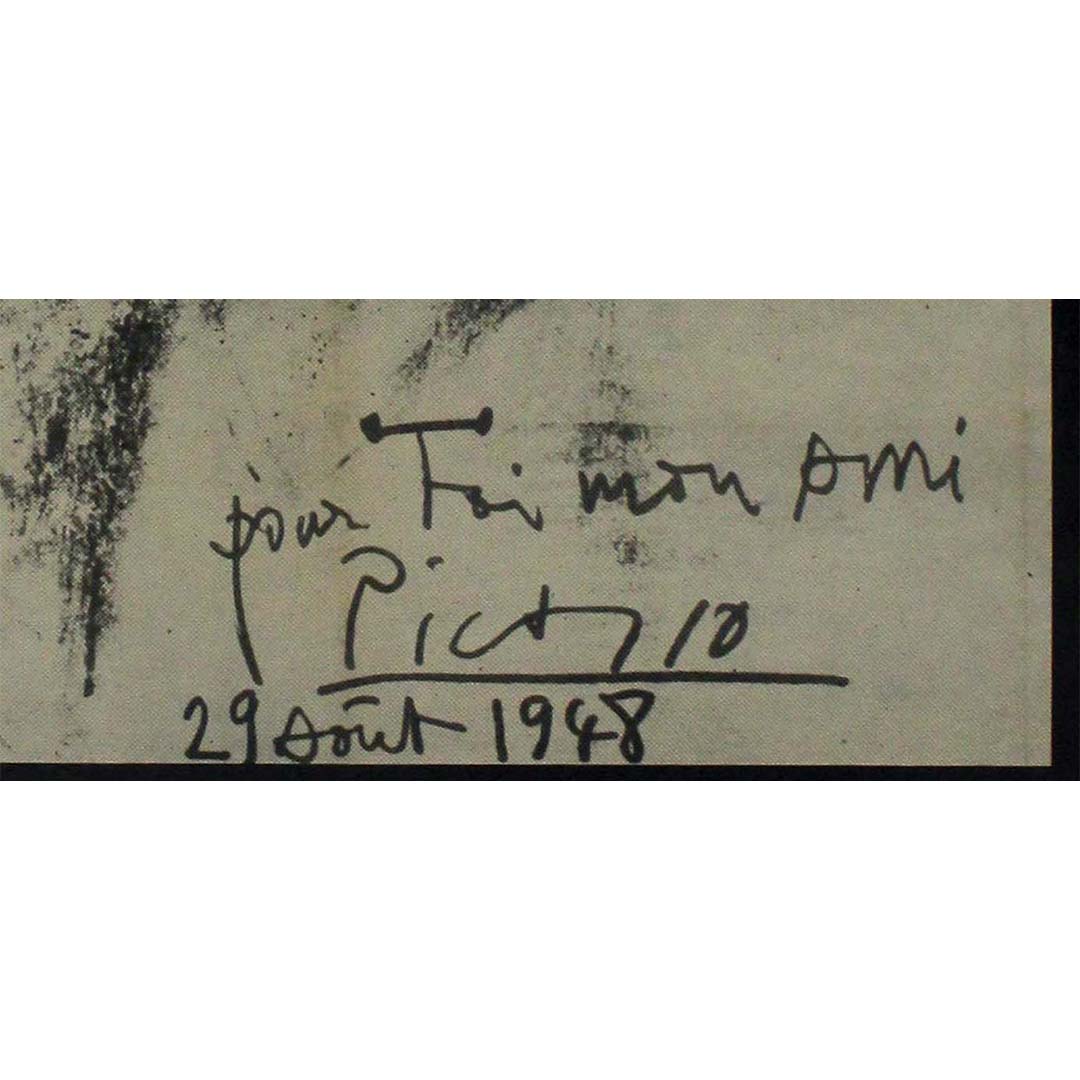 pour Toi mon ami
Picasso
29 Août 1948